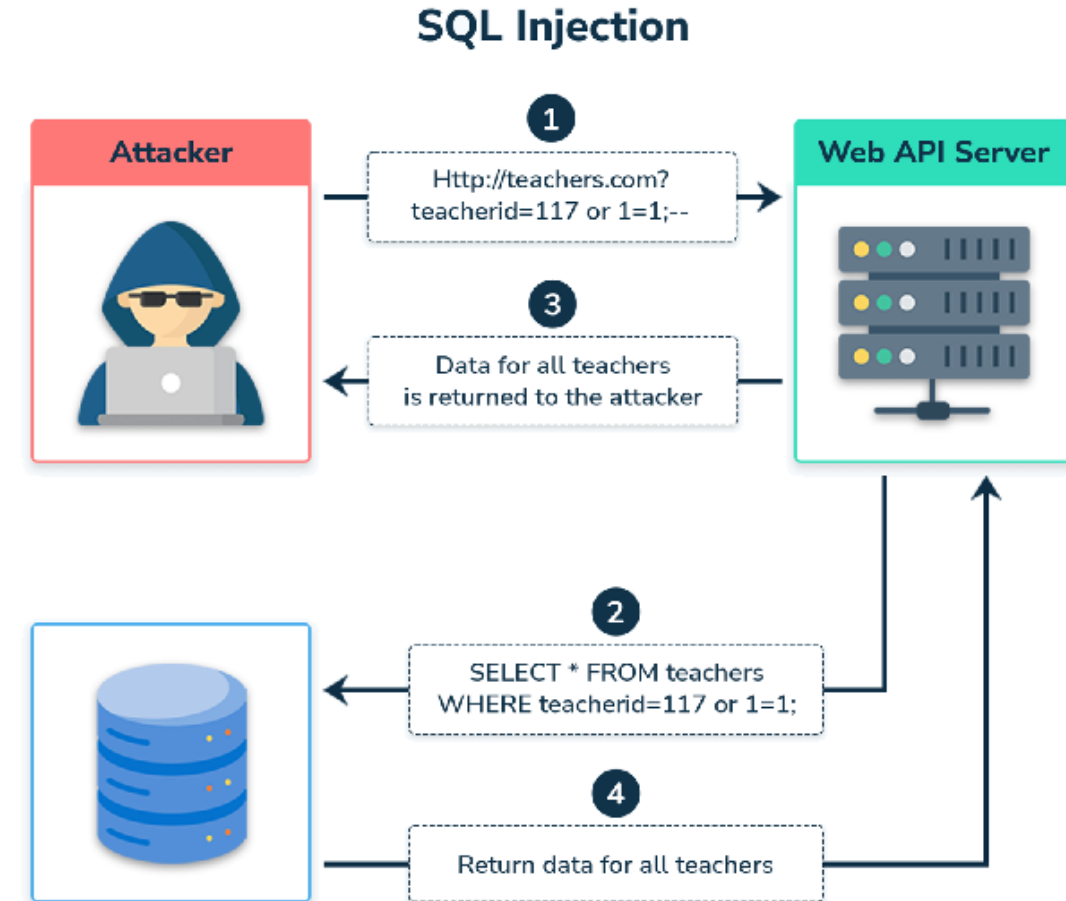 SQL Injection
1
Attacker
Web API Server
Http://teachers.com?
teacherid=117 or 1=1;--
3
Data for all teachers
is returned to the attacker
2
SELECT * FROM teachers
WHERE teacherid=117 or 1=1;
4
Return data for all teachers